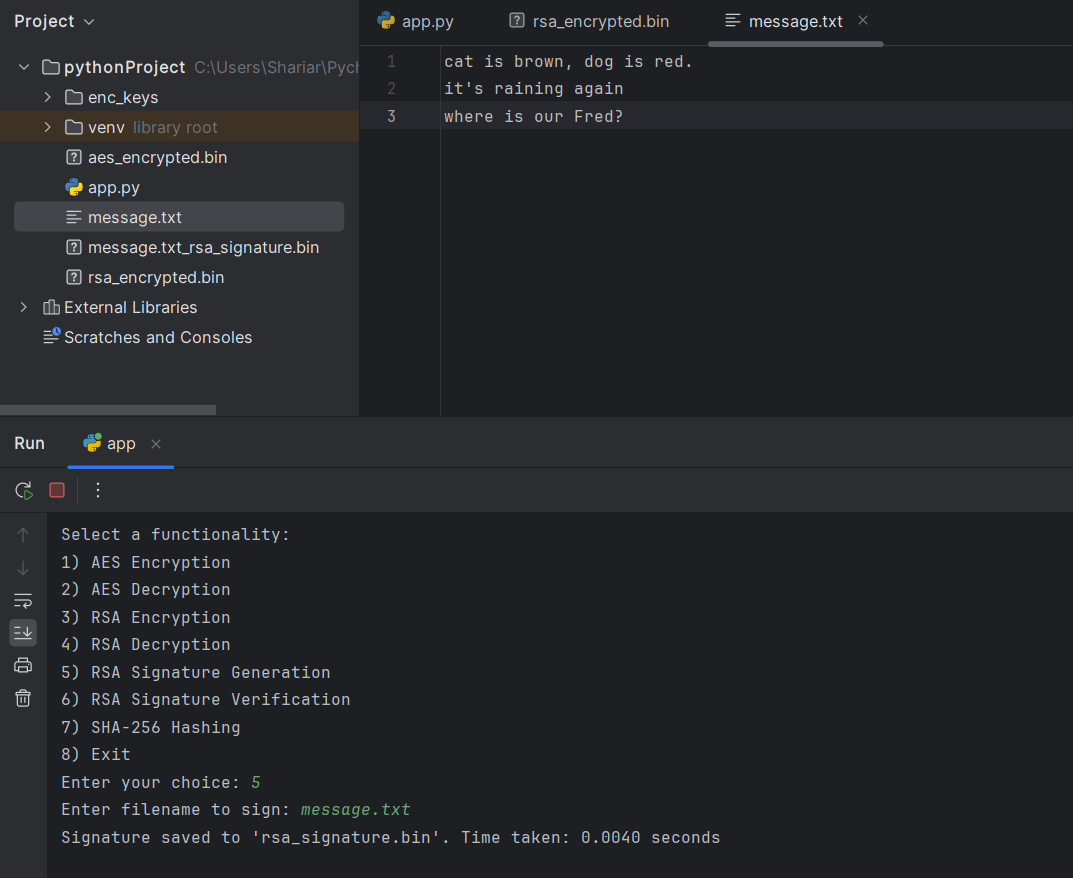 Project
app.py
rsa_encrypted.bin
message.txt
pythonProject C:\Users\Shariar\Pych
enc_keys
venv library root
aes_encrypted.bin
app.py
message.txt
message.txt_rsa_signature.bin
rsa_encrypted.bin
External Libraries
Scratches and Consoles
1 cat is brown, dog is red.
2 it's raining again
3 where is our Fred?
Run
app
Select a functionality:
1) AES Encryption
2) AES Decryption
3) RSA Encryption
4) RSA Decryption
5) RSA Signature Generation
6) RSA Signature Verification
7) SHA-256 Hashing
8) Exit
Enter your choice: 5
Enter filename to sign: message.txt
Signature saved to 'rsa_signature.bin'. Time taken: 0.0040 seconds